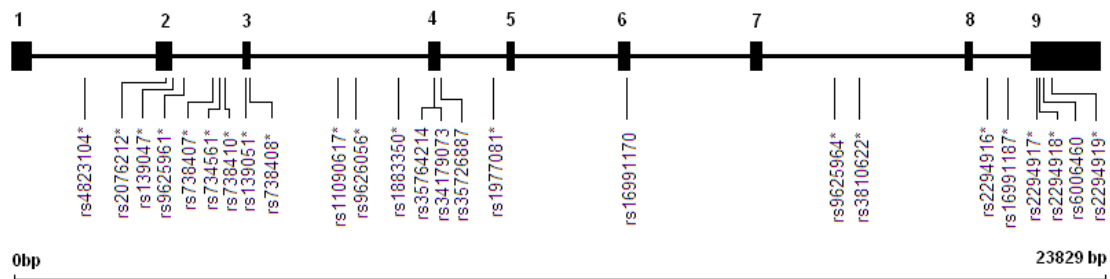 1 2 3 4 5 6 7 8 9
rs4823104*
rs2076212*
rs139047*
rs9625961*
rs738407*
rs734561*
rs738410*
rs139051*
rs738408*
rs11090617*
rs9626056*
rs1883350*
rs35764214
rs34179073
rs35726887
rs1977081*
rs16991170
rs9625964*
rs3810622*
rs2294916*
rs16991187*
rs2294917*
rs2294918*
rs6006460
rs2294919*
0bp 23829 bp